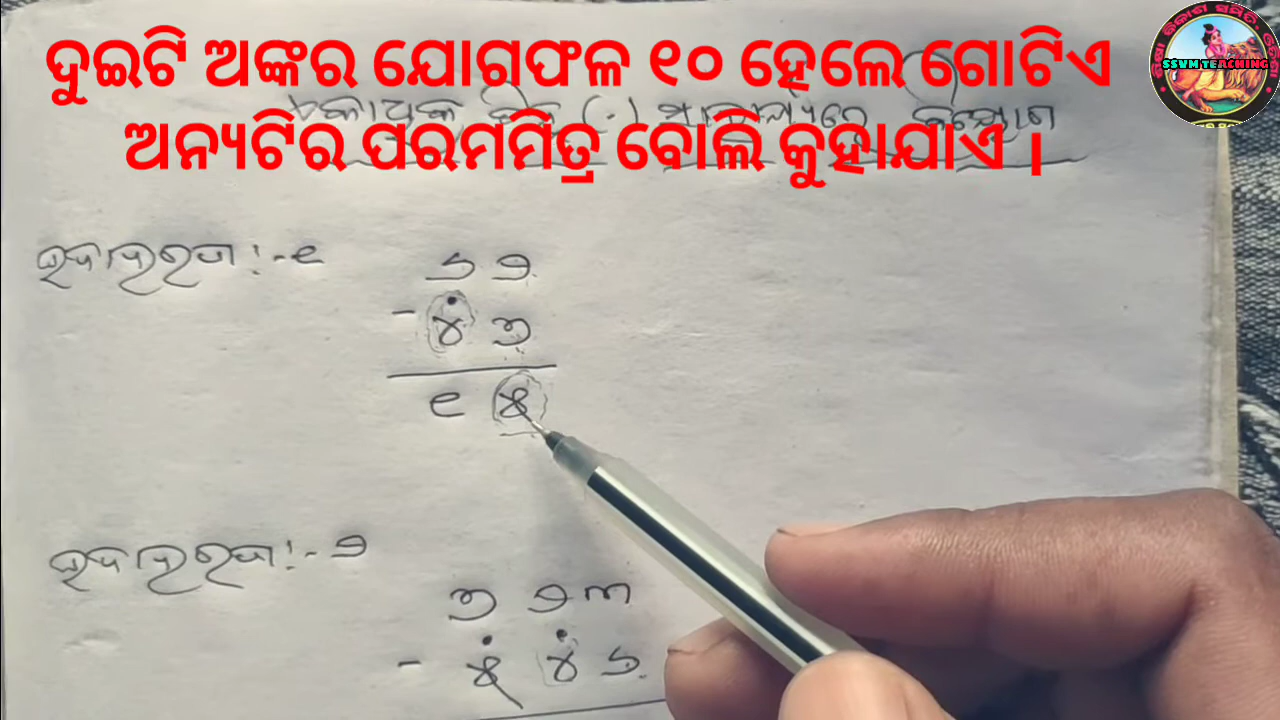 ଦୁଇଟି ଅଙ୍କର ଯୋଗଫଳ ୧୦ ହେଲେ ଗୋଟିଏ
SSVM TEACHING
ଅନ୍ୟଟିର ପରମମିତ୍ର ବୋଲି କୁହାଯାଏ ।
ଉଦାହରଣ :- ୧
୬ ୨
- ୪ ୭
୧ ୫
ଉଦାହରଣ :- ୨
୭ ୨ ୩
- ୫ ୪ ୬